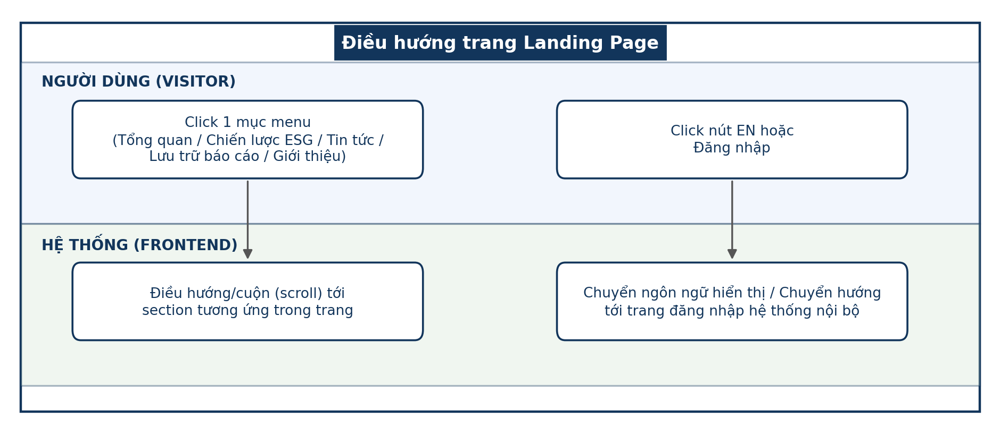 Điều hướng trang Landing Page
NGƯỜI DÙNG (VISITOR)
Click 1 mục menu
(Tổng quan / Chiến lược ESG / Tin tức /
Lưu trữ báo cáo / Giới thiệu)
Click nút EN hoặc
Đăng nhập
HỆ THỐNG (FRONTEND)
Điều hướng/cuộn (scroll) tới
section tương ứng trong trang
Chuyển ngôn ngữ hiển thị / Chuyển hướng
tới trang đăng nhập hệ thống nội bộ